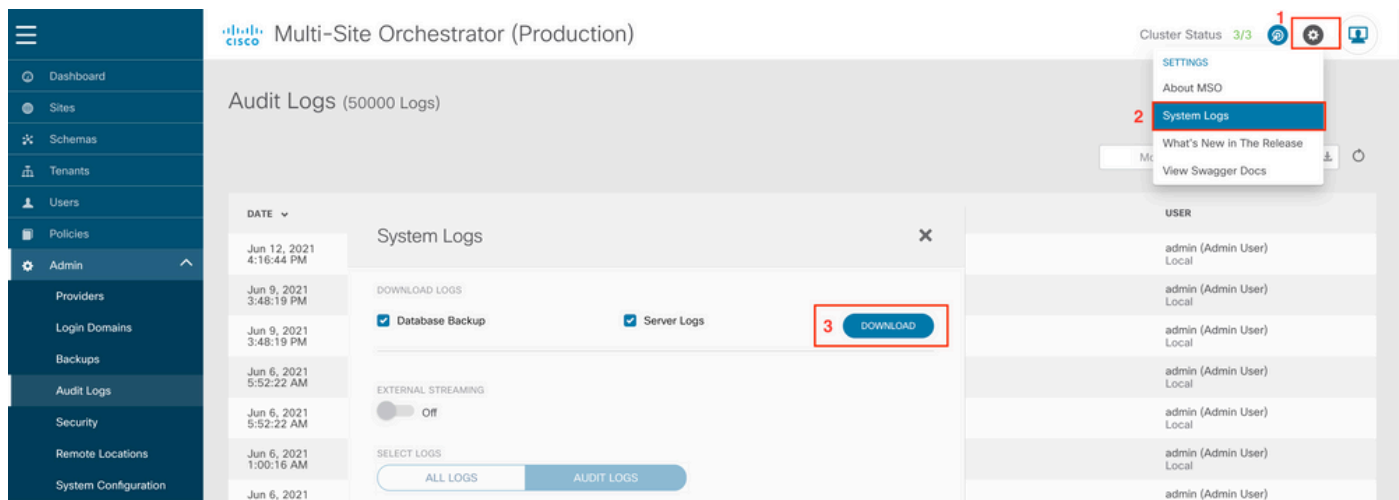 CISCO
Multi-Site Orchestrator (Production)
Cluster Status 3/3
1
SETTINGS
About MSO
2
System Logs
What's New in The Release
View Swagger Docs
Dashboard
Sites
Schemas
Tenants
Users
Policies
Admin
Providers
Login Domains
Backups
Audit Logs
Security
Remote Locations
System Configuration
Audit Logs (50000 Logs)
DATE
USER
Jun 12, 2021
4:16:44 PM
admin (Admin User)
Local
Jun 9, 2021
3:48:19 PM
admin (Admin User)
Local
Jun 9, 2021
3:48:19 PM
admin (Admin User)
Local
Jun 6, 2021
5:52:22 AM
admin (Admin User)
Local
Jun 6, 2021
5:52:22 AM
admin (Admin User)
Local
Jun 6, 2021
1:00:16 AM
admin (Admin User)
Local
Jun 6, 2021
admin (Admin User)
System Logs
DOWNLOAD LOGS
Database Backup
Server Logs
3
DOWNLOAD
EXTERNAL STREAMING
Off
SELECT LOGS
ALL LOGS
AUDIT LOGS